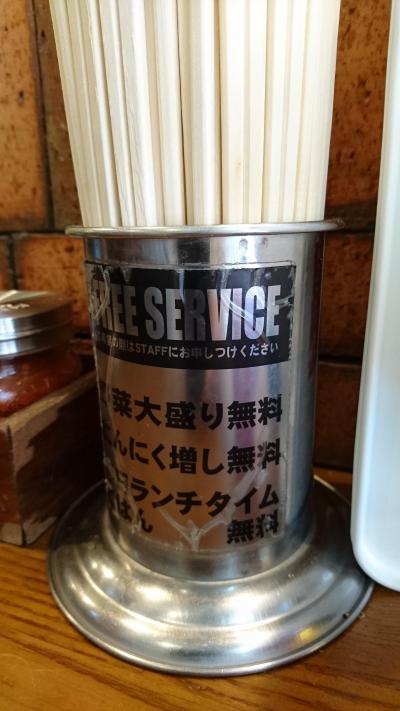 FREE SERVICE
の際はSTAFFにお申しつけください
菜大盛り無料
んにく増し無料
ランチタイム
はん 無料